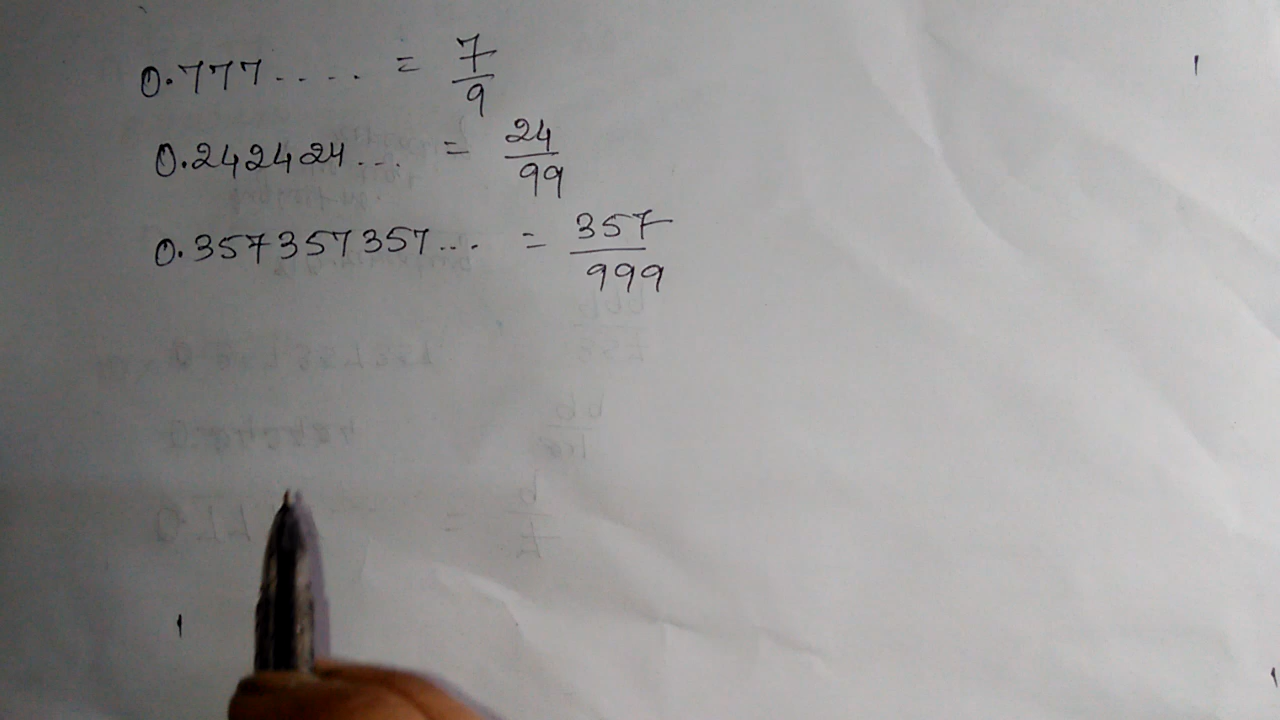 0.777.... = 7/9
0.242424... = 24/99
0.357357357... = 357/999